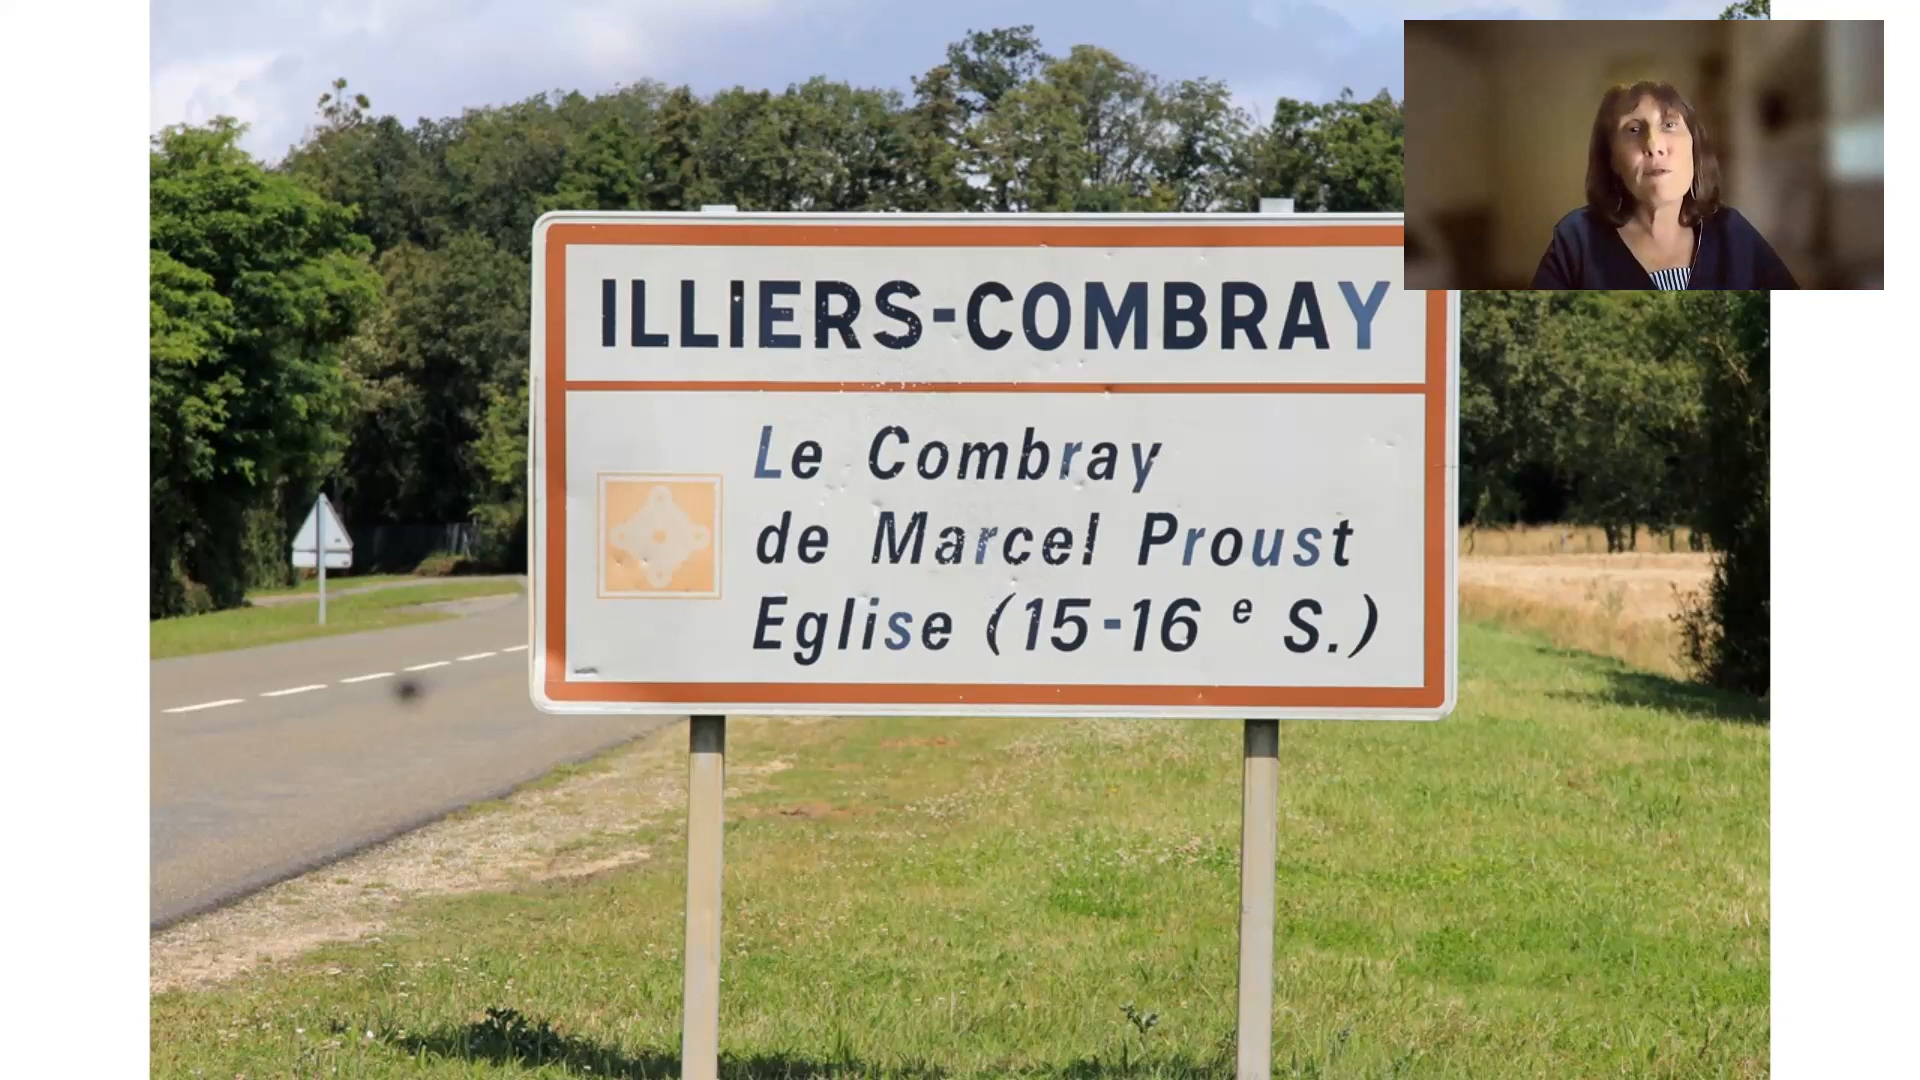 ILLIERS-COMBRAY
Le Combray
de Marcel Proust
Eglise (15-16 e S.)